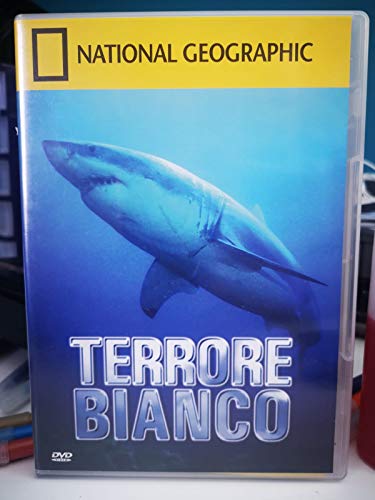 NATIONAL GEOGRAPHIC
TERRORE
BIANCO
DVD